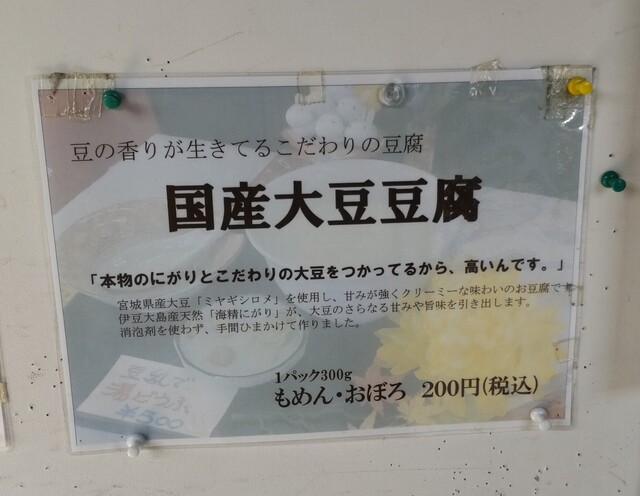 豆の香りが生きてるこだわりの豆腐
国産大豆豆腐
「本物のにがりとこだわりの大豆をつかってるから、高いんです。」
宮城県産大豆「ミヤギシロメ」を使用し、甘みが強くクリーミーな味わいのお豆腐です
伊豆大島産天然「海精にがり」が、大豆のさらなる甘みや旨味を引き出します。
消泡剤を使わず、手間ひまかけて作りました。
1パック300g
もめん・おぼろ 200円(税込)
豆乳で
湯どうふ
¥500